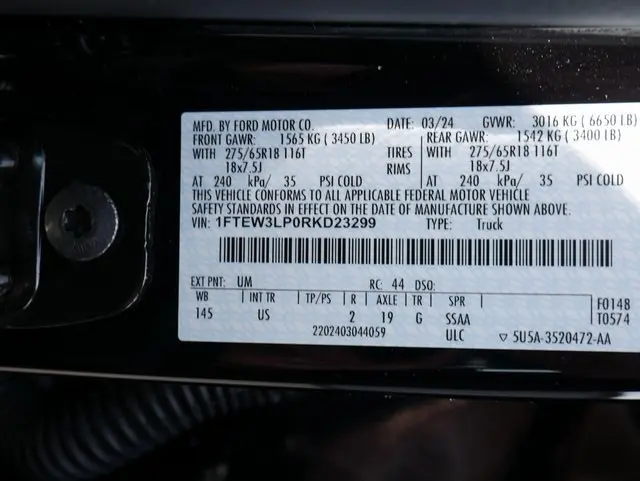 MFD. BY FORD MOTOR CO. DATE: 03/24 GVWR: 3016 KG ( 6650 LB)
FRONT GAWR: 1565 KG ( 3450 LB) REAR GAWR: 1542 KG ( 3400 LB)
WITH 275/65R18 116T TIRES WITH 275/65R18 116T
18x7.5J RIMS 18x7.5J
AT 240 kPa/ 35 PSI COLD AT 240 kPa/ 35 PSI COLD
THIS VEHICLE CONFORMS TO ALL APPLICABLE FEDERAL MOTOR VEHICLE
SAFETY STANDARDS IN EFFECT ON THE DATE OF MANUFACTURE SHOWN ABOVE.
VIN: 1FTEW3LP0RKD23299 TYPE: Truck
EXT PNT: UM RC: 44 DSO:
WB INT TR TP/PS R AXLE TR SPR F0148
145 US 2 19 G SSAA T0574
2202403044059 ULC ▽ 5U5A-3520472-AA